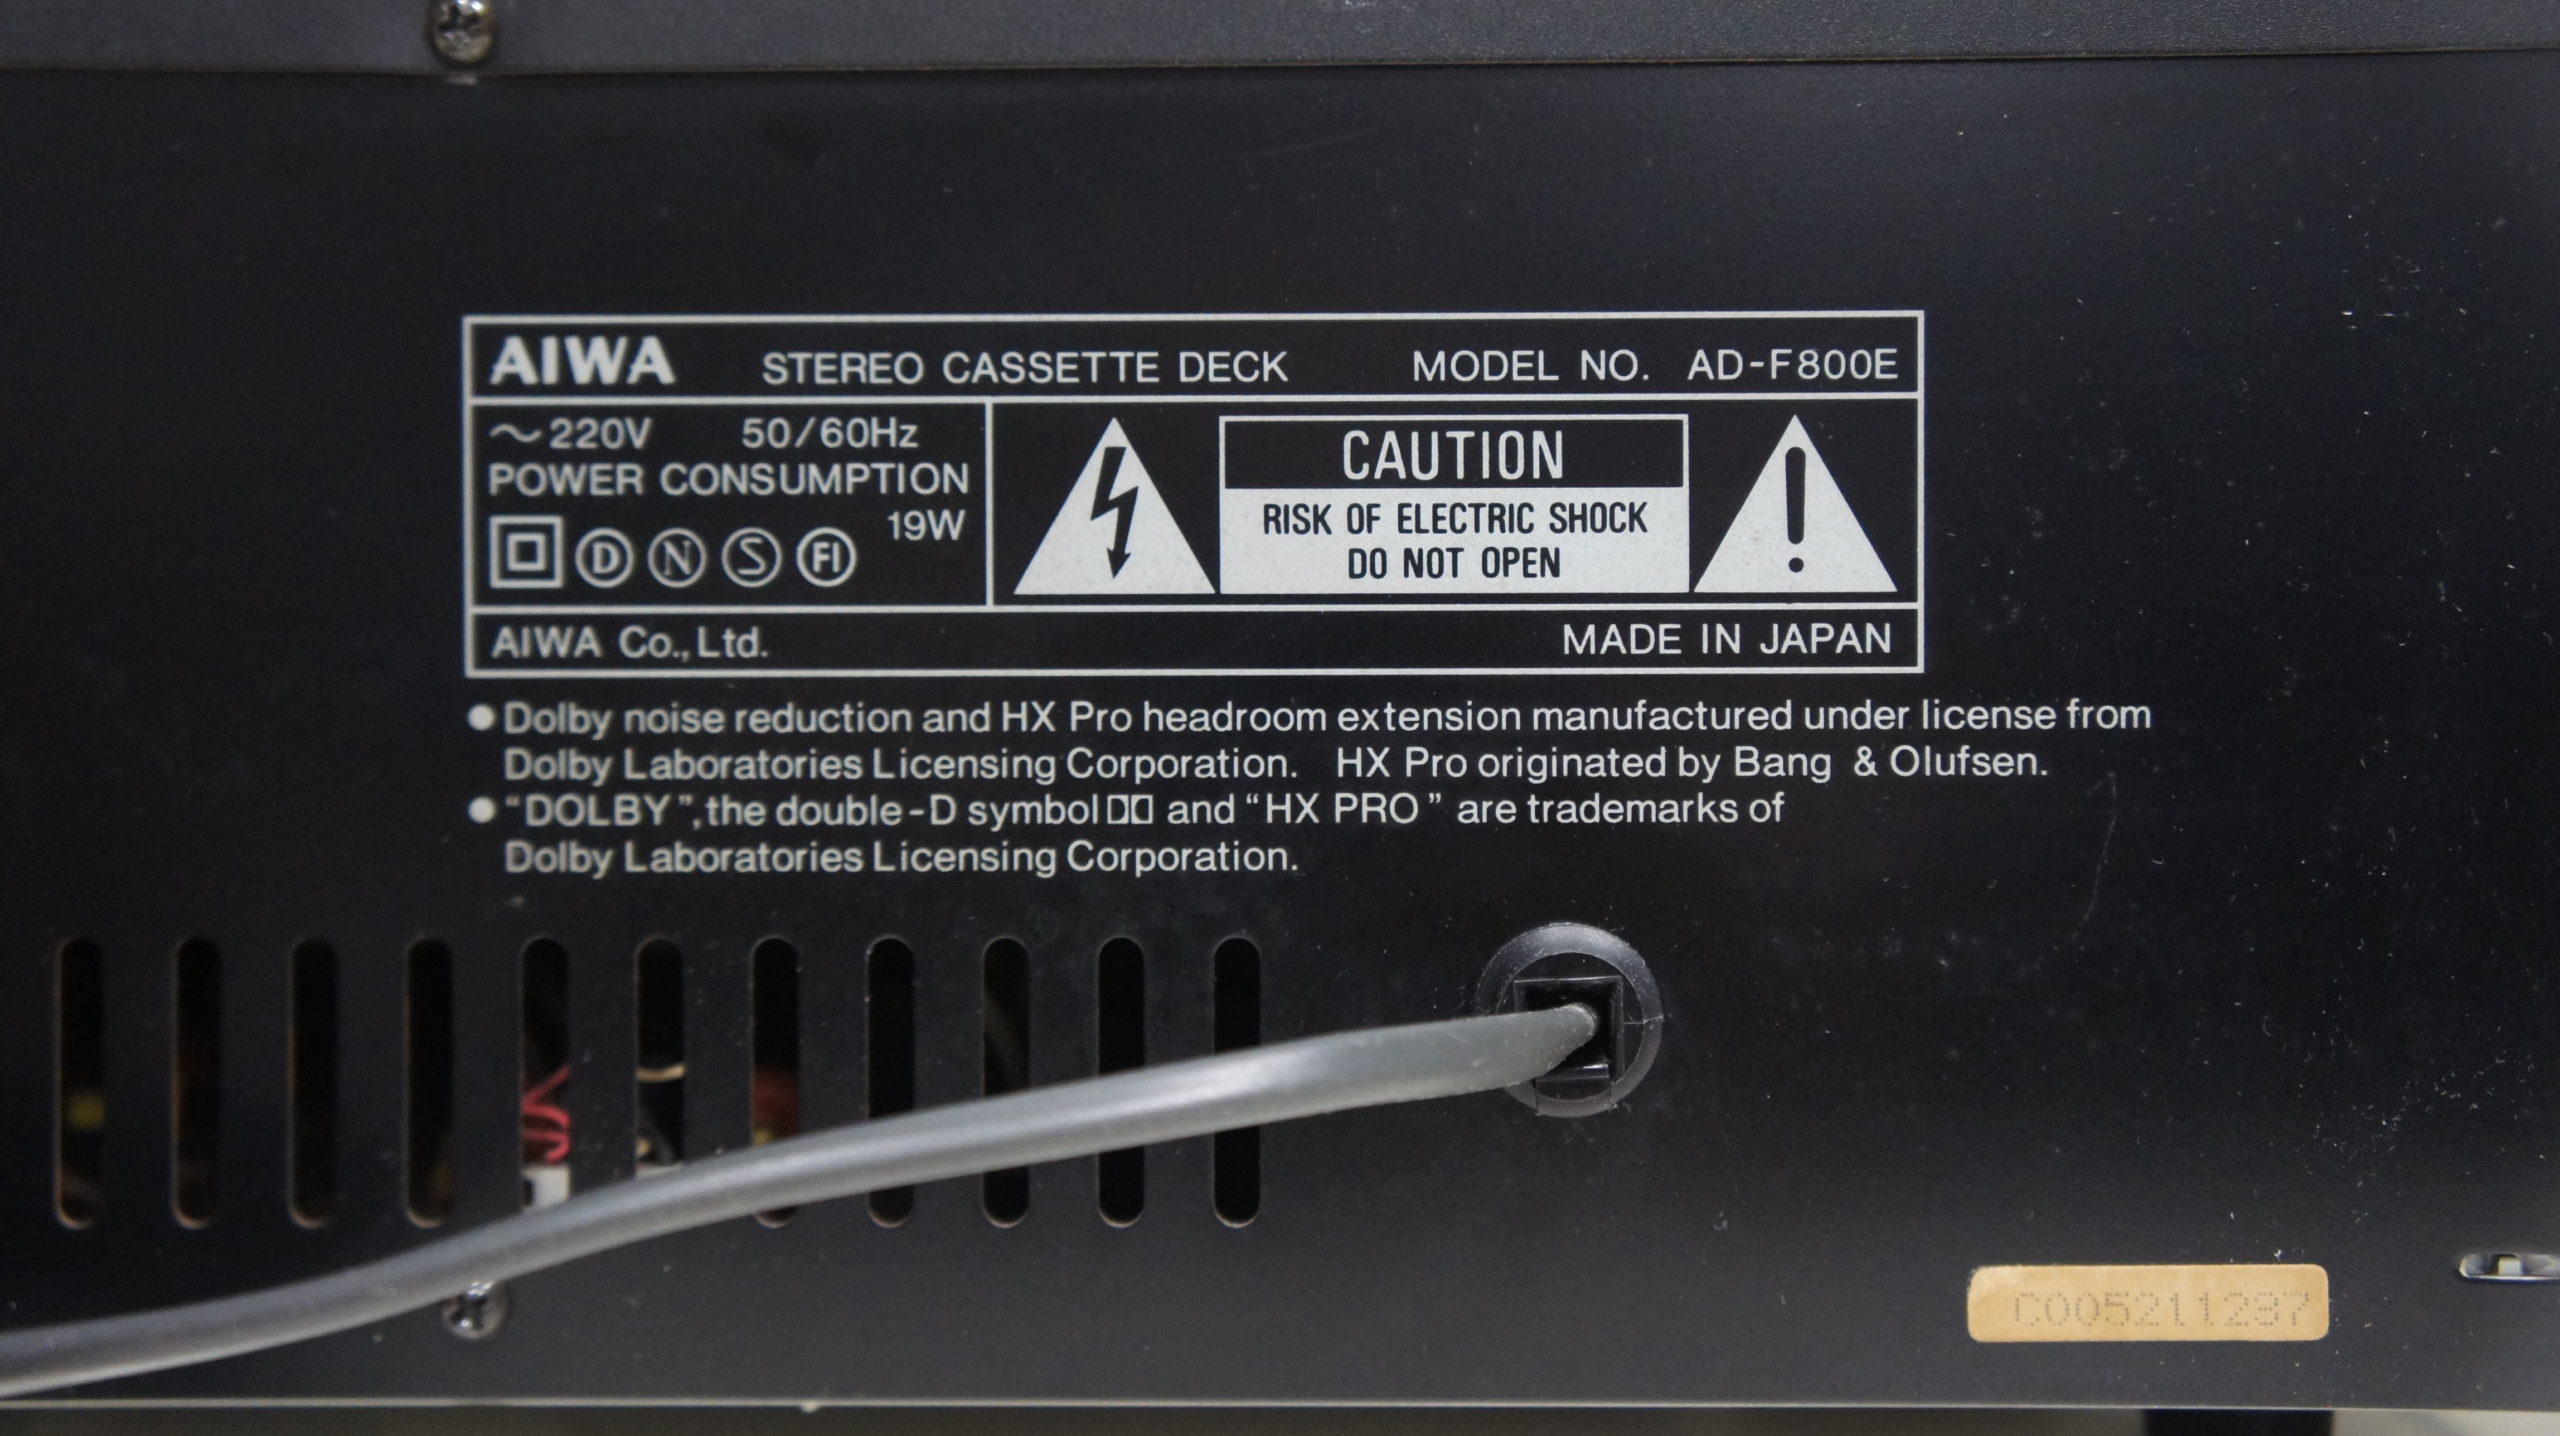 AIWA STEREO CASSETTE DECK MODEL NO. AD-F800E
~220V 50/60Hz
POWER CONSUMPTION
19W
D N S FI
CAUTION
RISK OF ELECTRIC SHOCK
DO NOT OPEN
AIWA Co., Ltd. MADE IN JAPAN
●Dolby noise reduction and HX Pro headroom extension manufactured under license from
Dolby Laboratories Licensing Corporation. HX Pro originated by Bang & Olufsen.
●“DOLBY”, the double-D symbol and “HX PRO” are trademarks of
Dolby Laboratories Licensing Corporation.